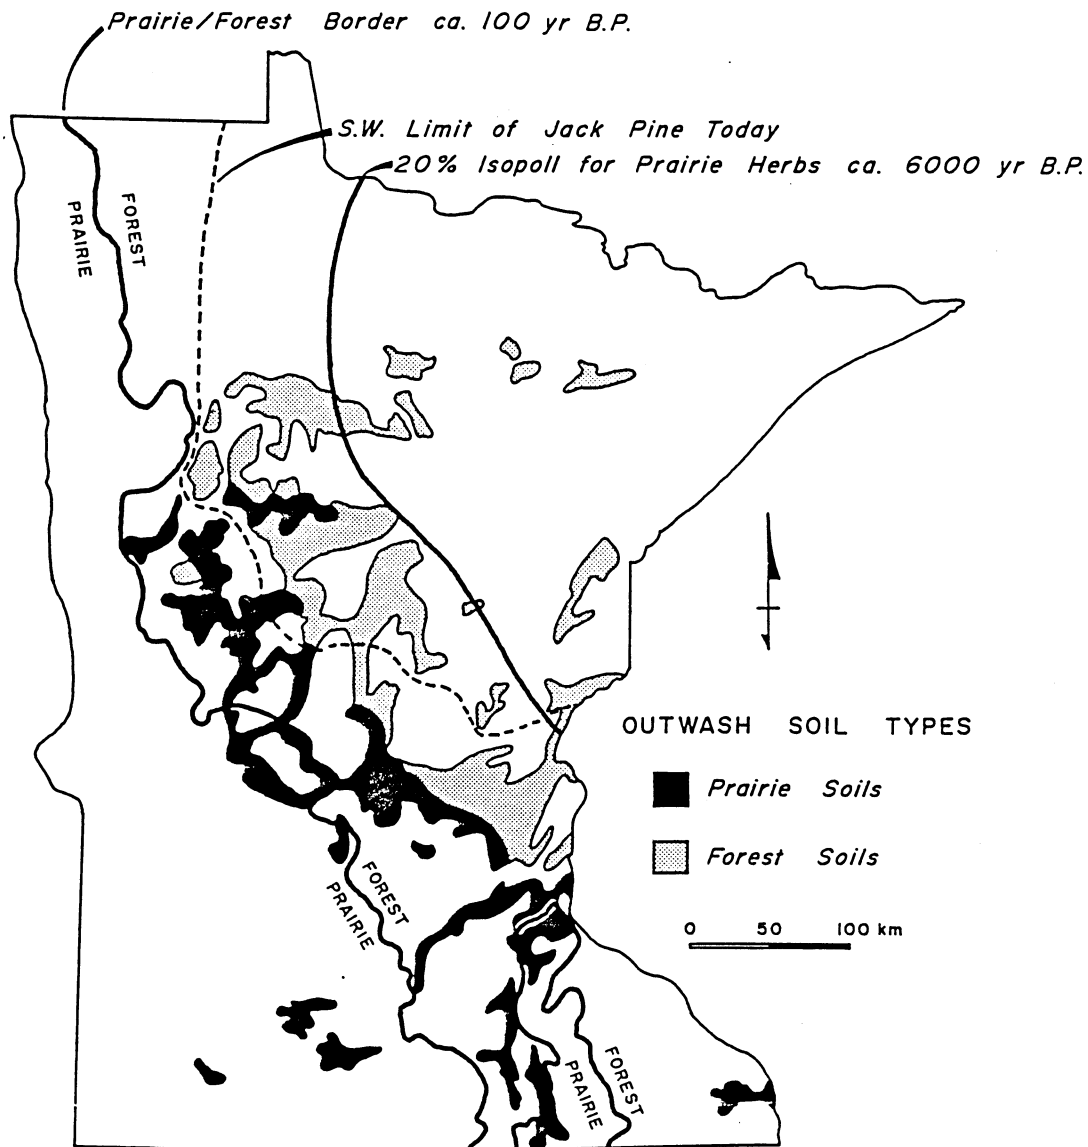 Prairie/Forest Border ca. 100 yr B.P.
S.W. Limit of Jack Pine Today
20% Isopoll for Prairie Herbs ca. 6000 yr B.P.
FOREST
PRAIRIE
OUTWASH SOIL TYPES
Prairie Soils
Forest Soils
FOREST
PRAIRIE
0 50 100 km
FOREST
PRAIRIE